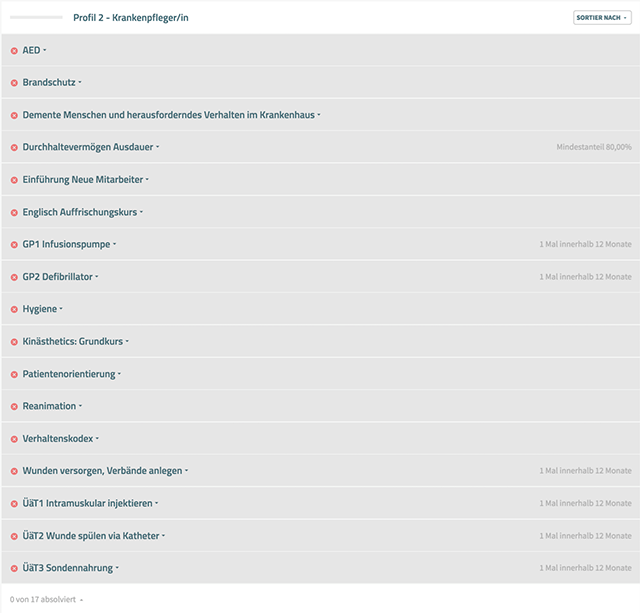 Profil 2 - Krankenpfleger/in
SORTIER NACH
AED
Brandschutz
Demente Menschen und herausforderndes Verhalten im Krankenhaus
Durchhaltevermögen Ausdauer Mindestanteil 80,00%
Einführung Neue Mitarbeiter
Englisch Auffrischungskurs
GP1 Infusionspumpe 1 Mal innerhalb 12 Monate
GP2 Defibrillator 1 Mal innerhalb 12 Monate
Hygiene
Kinästhetics: Grundkurs
Patientenorientierung
Reanimation
Verhaltenskodex
Wunden versorgen, Verbände anlegen 1 Mal innerhalb 12 Monate
ÜäT1 Intramuskular injektieren 1 Mal innerhalb 12 Monate
ÜäT2 Wunde spülen via Katheter 1 Mal innerhalb 12 Monate
ÜäT3 Sondennahrung 1 Mal innerhalb 12 Monate
0 von 17 absolviert